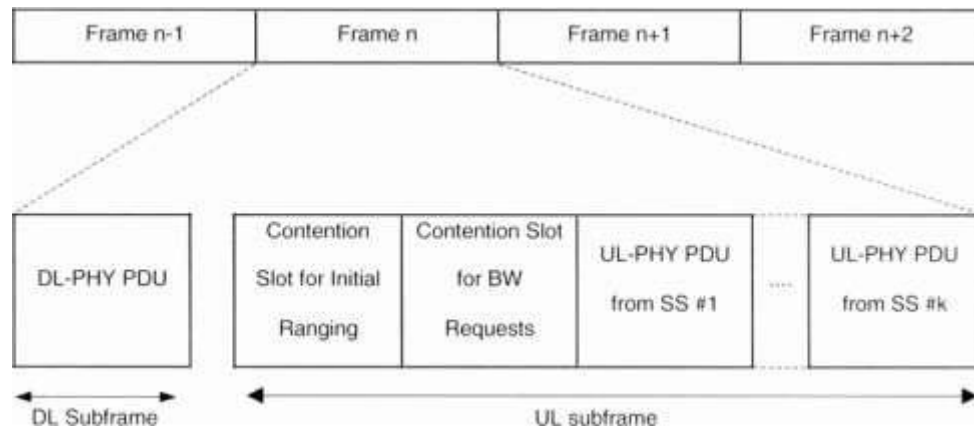 Frame n-1
Frame n
Frame n+1
Frame n+2
DL-PHY PDU
Contention
Slot for Initial
Ranging
Contention Slot
for BW
Requests
UL-PHY PDU
from SS #1
....
UL-PHY PDU
from SS #k
DL Subframe
UL subframe